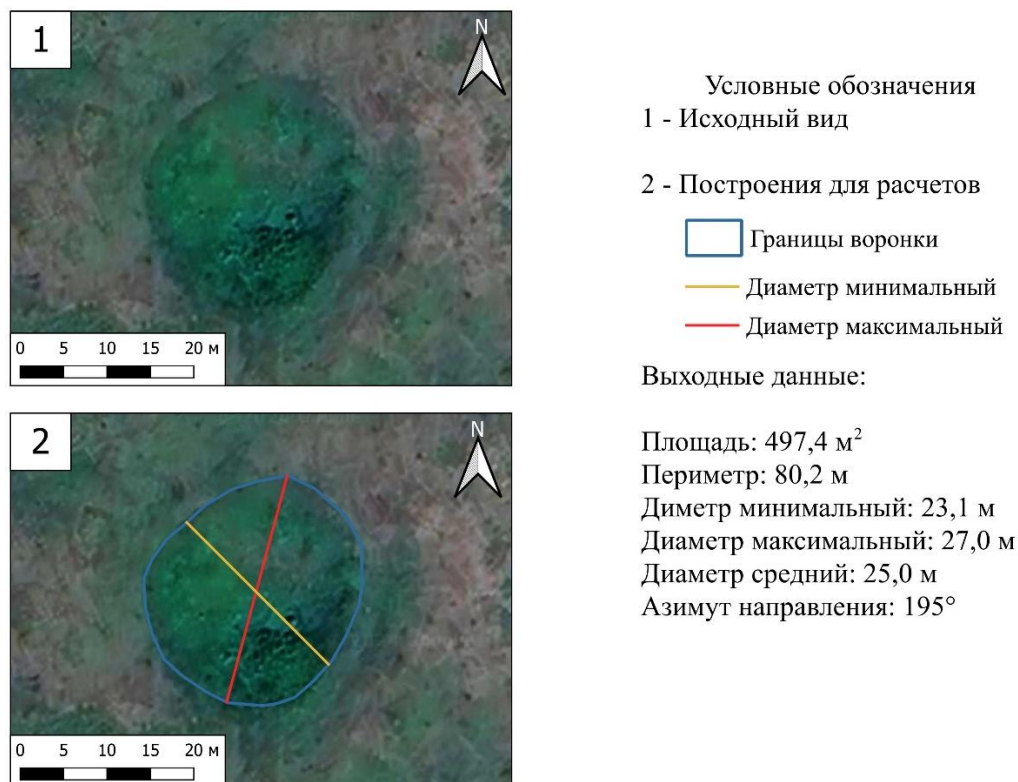 1
N
0 5 10 15 20 м
2
N
0 5 10 15 20 м
Условные обозначения
1 - Исходный вид
2 - Построения для расчетов
Границы воронки
Диаметр минимальный
Диаметр максимальный
Выходные данные:
Площадь: 497,4 м²
Периметр: 80,2 м
Диметр минимальный: 23,1 м
Диаметр максимальный: 27,0 м
Диаметр средний: 25,0 м
Азимут направления: 195°